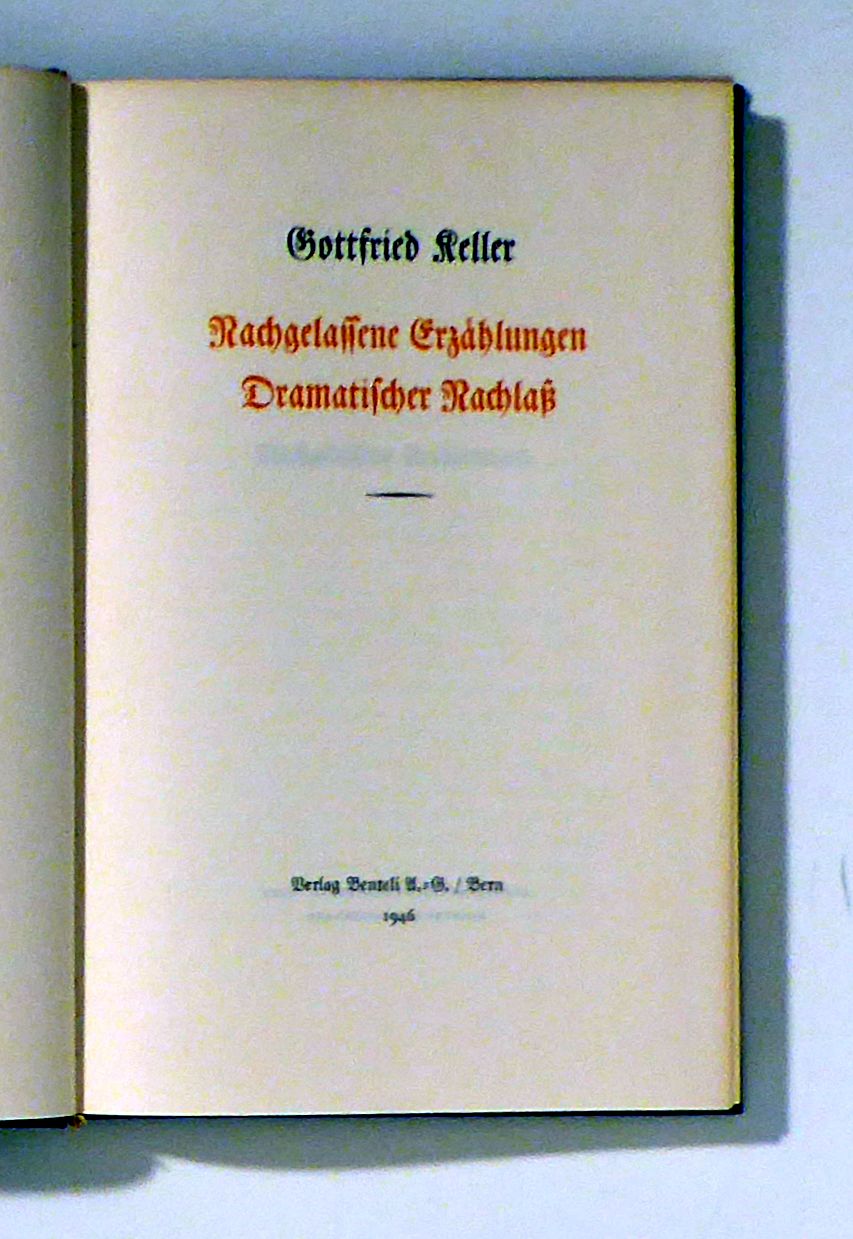 Gottfried Keller
Nachgelassene Erzählungen
Dramatischer Nachlaß
Verlag Benteli A.=G. / Bern
1946